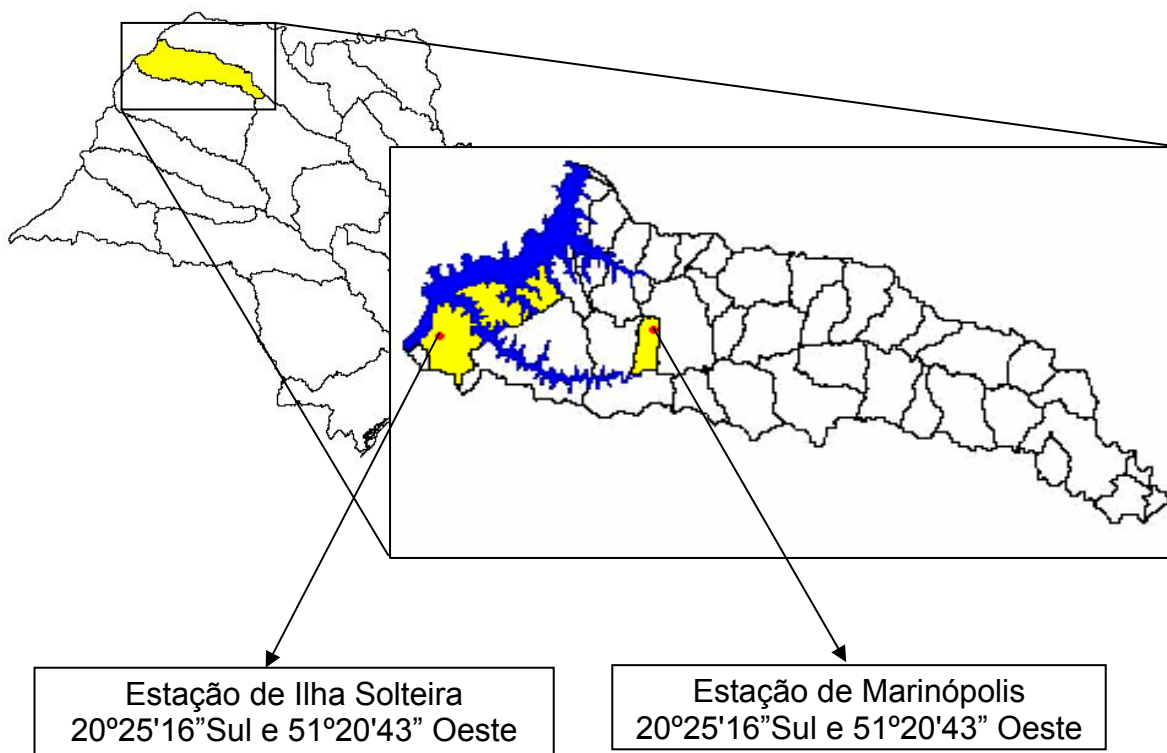 Estação de Ilha Solteira
20º25'16”Sul e 51º20'43” Oeste
Estação de Marinópolis
20º25'16”Sul e 51º20'43” Oeste